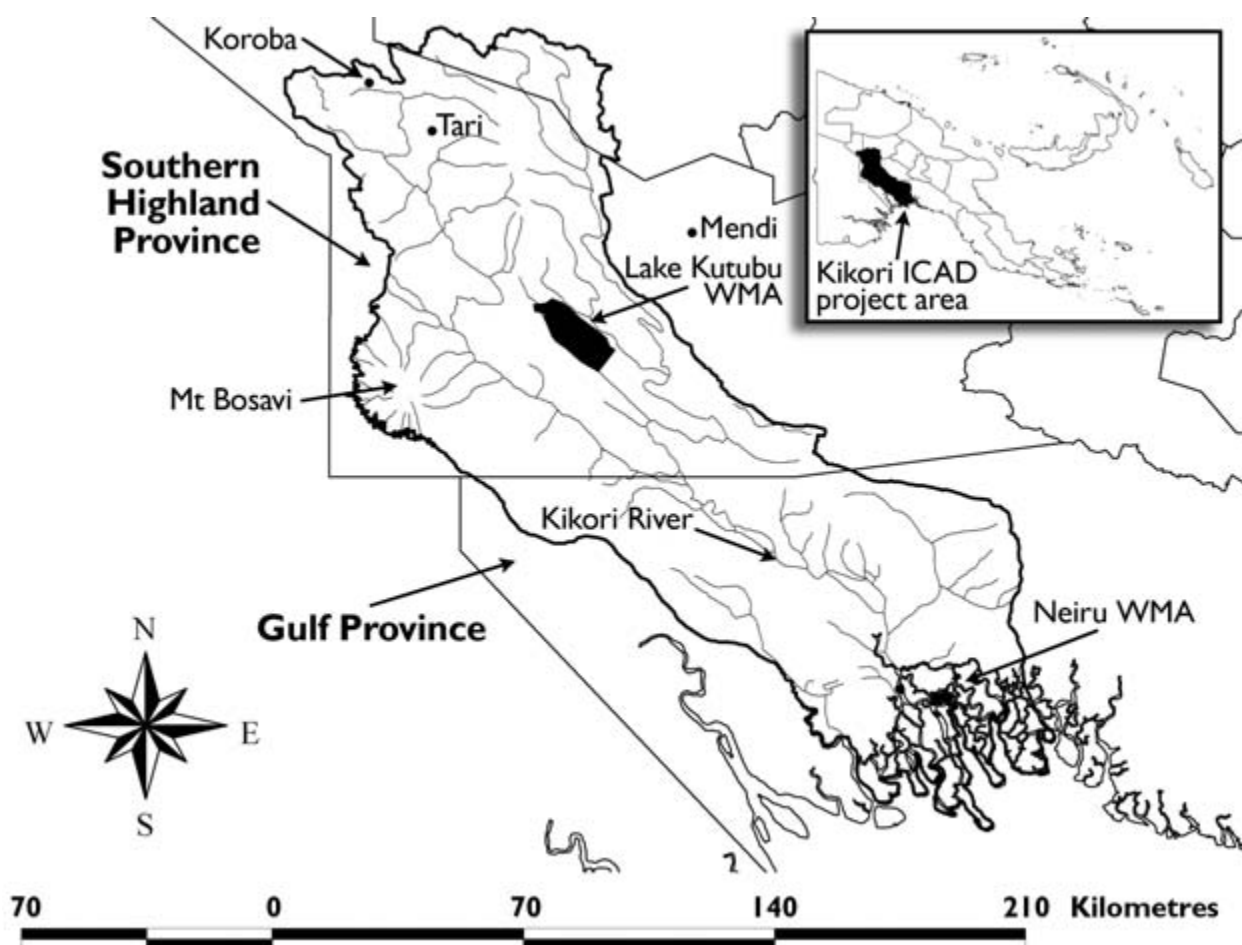 Koroba
Tari
Southern
Highland
Province
Mendi
Lake Kutubu
WMA
Kikori ICAD
project area
Mt Bosavi
Kikori River
Gulf Province
Neiru WMA
N
W E
S
70 0 70 140 210 Kilometres